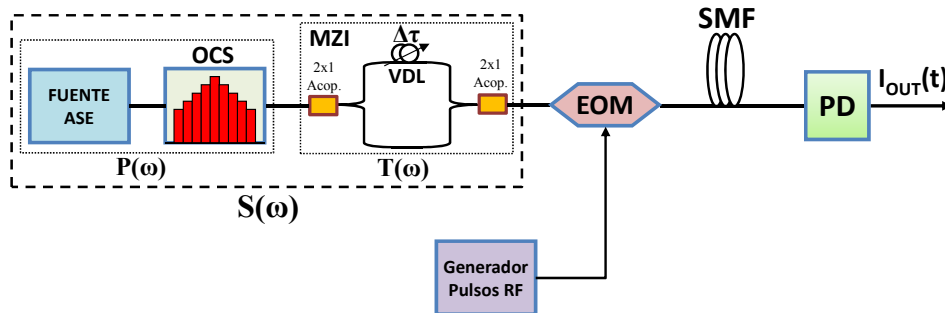 OCS
FUENTE
ASE
P(ω)
MZI
Δτ
VDL
2x1
Acop.
2x1
Acop.
T(ω)
S(ω)
EOM
SMF
PD
I_OUT(t)
Generador
Pulsos RF